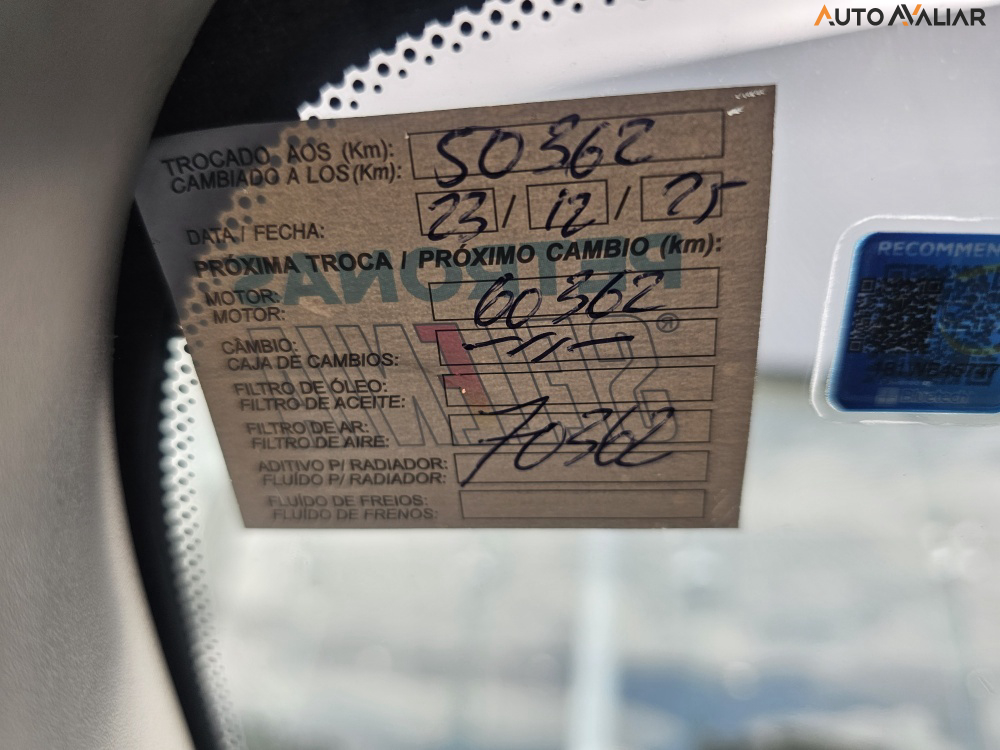 AUTO AVALIAR
TROCADO AOS (Km): 50362
CAMBIADO A LOS (Km):
DATA / FECHA: 23 / 12 / 25
PRÓXIMA TROCA / PRÓXIMO CAMBIO (km):
MOTOR: 60362
MOTOR:
CÂMBIO: - - / / -
CAJA DE CAMBIOS:
FILTRO DE ÓLEO:
FILTRO DE ACEITE:
FILTRO DE AR: 70362
FILTRO DE AIRE:
ADITIVO P/ RADIADOR:
FLUÍDO P/ RADIADOR:
FLUÍDO DE FREIOS:
FLUÍDO DE FRENOS:
RECOMMEN